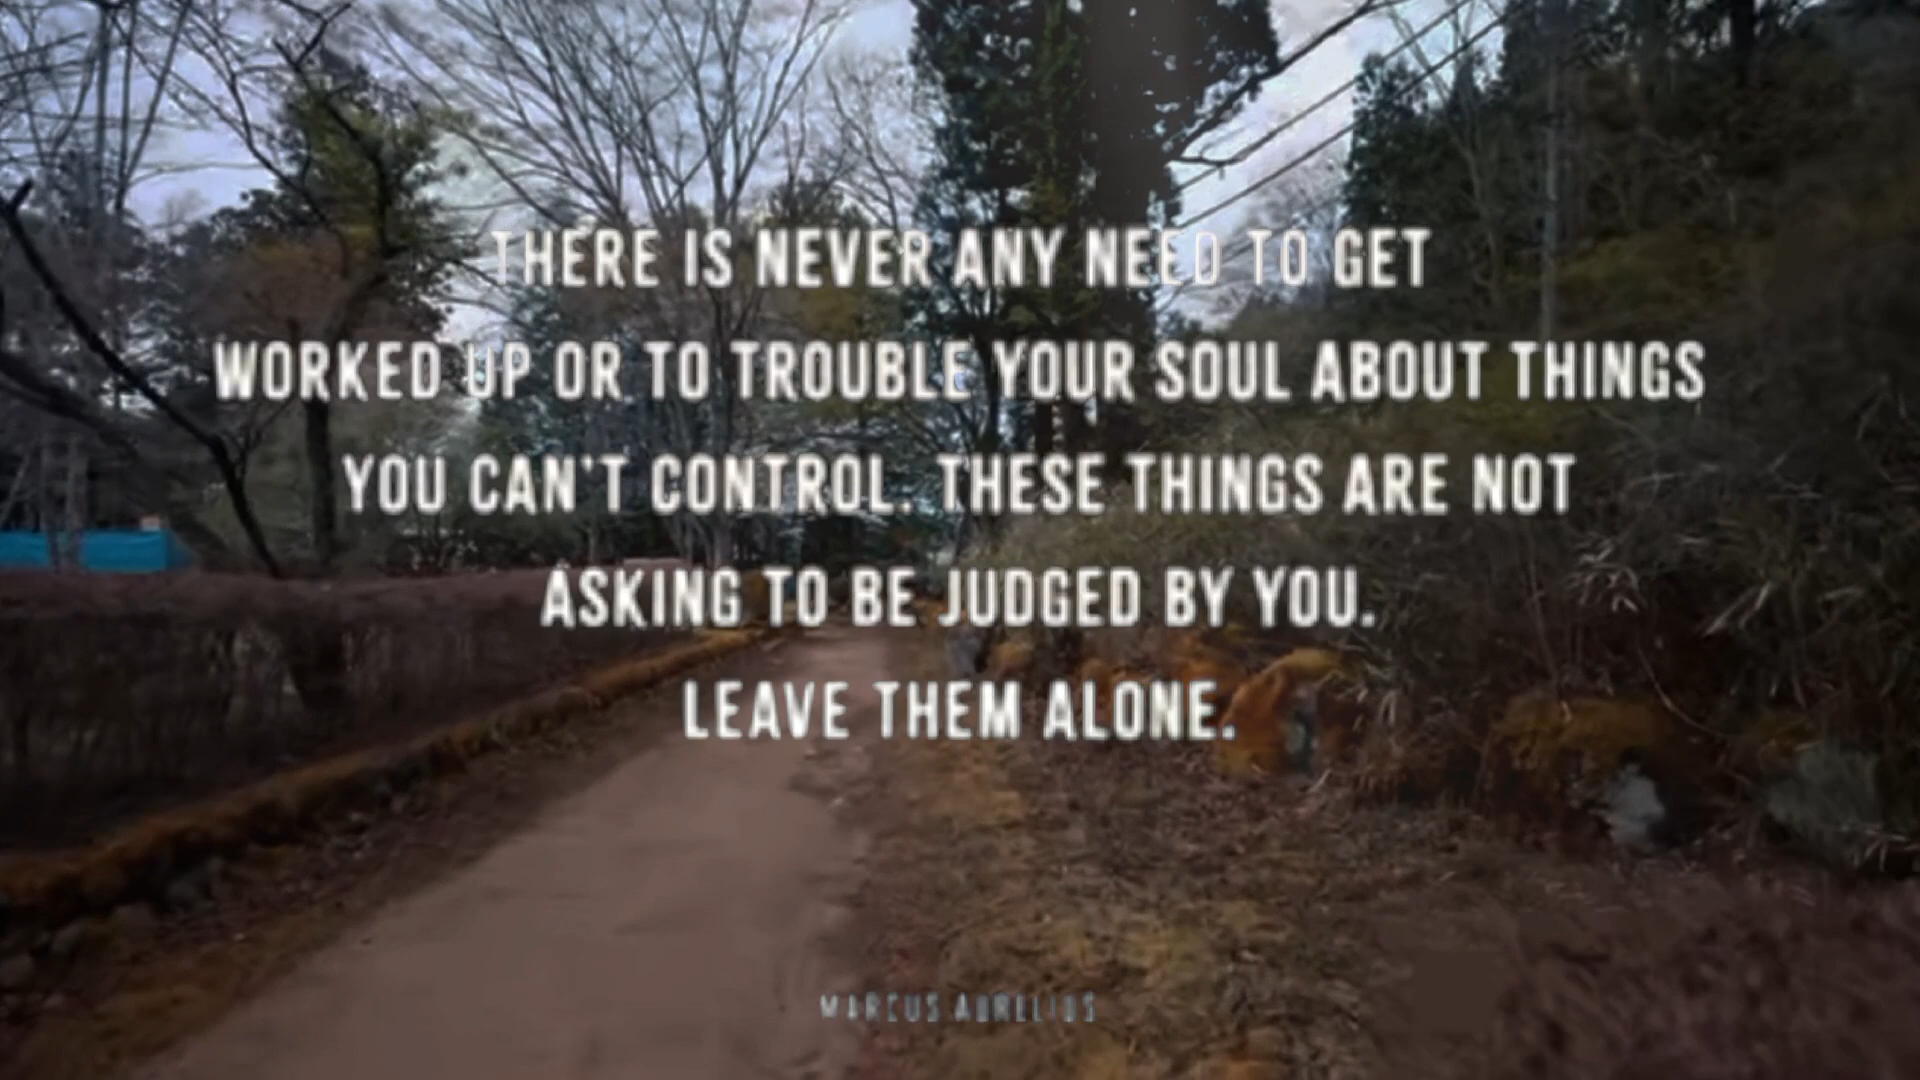 THERE IS NEVER ANY NEED TO GET
WORKED UP OR TO TROUBLE YOUR SOUL ABOUT THINGS
YOU CAN'T CONTROL. THESE THINGS ARE NOT
ASKING TO BE JUDGED BY YOU.
LEAVE THEM ALONE.
MARCUS AURELIUS